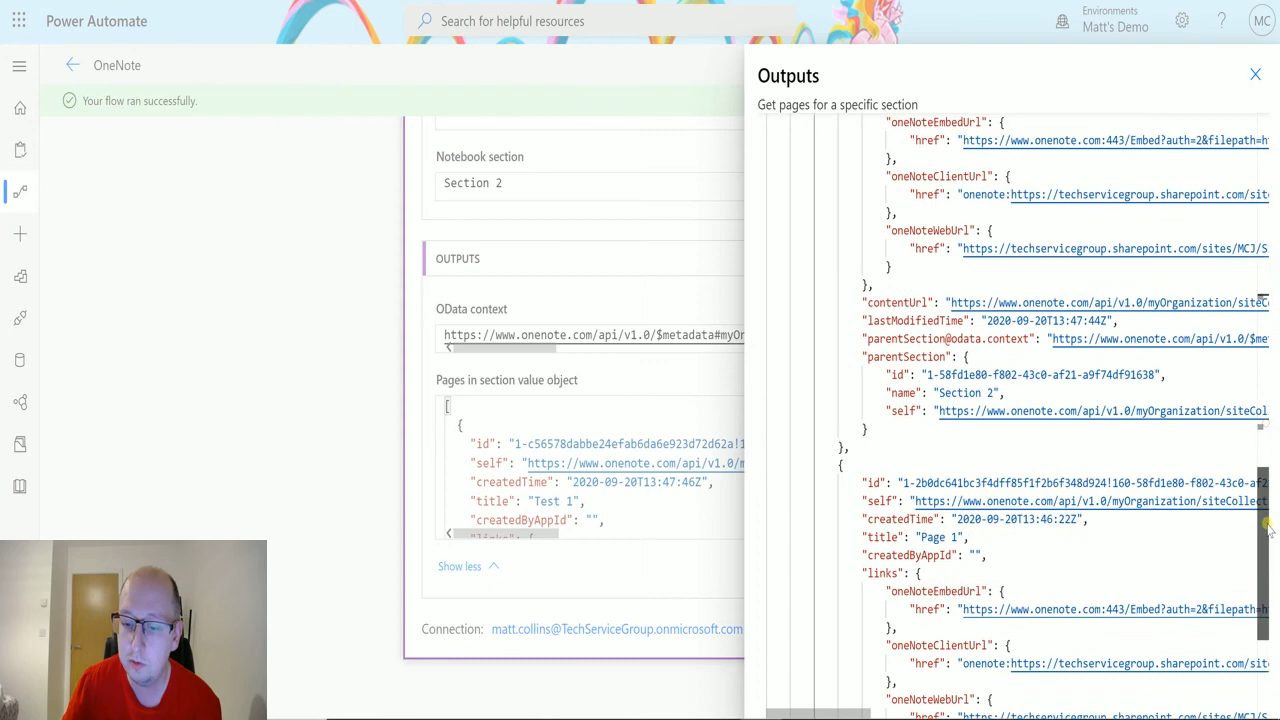 Power Automate
Search for helpful resources
Environments
Matt's Demo
MC
OneNote
Your flow ran successfully.
Notebook section
Section 2
OUTPUTS
OData context
https://www.onenote.com/api/v1.0/$metadata#myOr
Pages in section value object
[
{
"id": "1-c56578dabbe24efab6da6e923d72d62a!1
"self": "https://www.onenote.com/api/v1.0/m
"createdTime": "2020-09-20T13:47:46Z",
"title": "Test 1",
"createdByAppId": "",
Show less
Connection: matt.collins@TechServiceGroup.onmicrosoft.com
Outputs
Get pages for a specific section
"oneNoteEmbedUrl": {
"href": "https://www.onenote.com:443/Embed?auth=2&filepath=h
},
"oneNoteClientUrl": {
"href": "onenote:https://techservicegroup.sharepoint.com/sit
},
"oneNoteWebUrl": {
"href": "https://techservicegroup.sharepoint.com/sites/MCJ/S
}
},
"contentUrl": "https://www.onenote.com/api/v1.0/myOrganization/siteC
"lastModifiedTime": "2020-09-20T13:47:44Z",
"parentSection@odata.context": "https://www.onenote.com/api/v1.0/$me
"parentSection": {
"id": "1-58fd1e80-f802-43c0-af21-a9f74df91638",
"name": "Section 2",
"self": "https://www.onenote.com/api/v1.0/myOrganization/siteCol
}
},
{
"id": "1-2b0dc641bc3f4dff85f1f2b6f348d924!160-58fd1e80-f802-43c0-af2
"self": "https://www.onenote.com/api/v1.0/myOrganization/siteCollect
"createdTime": "2020-09-20T13:46:22Z",
"title": "Page 1",
"createdByAppId": "",
"links": {
"oneNoteEmbedUrl": {
"href": "https://www.onenote.com:443/Embed?auth=2&filepath=h
},
"oneNoteClientUrl": {
"href": "onenote:https://techservicegroup.sharepoint.com/sit
},
"oneNoteWebUrl": {